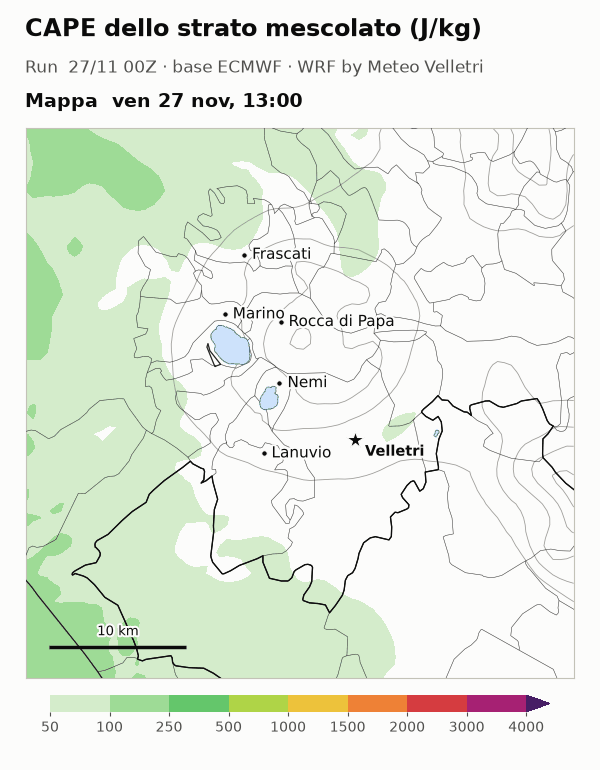 CAPE dello strato mescolato (J/kg)
Run  27/11 00Z · base ECMWF · WRF by Meteo Velletri
Mappa  ven 27 nov, 13:00
Frascati
Marino
Rocca di Papa
Nemi
Velletri
Lanuvio
10 km
50 100 250 500 1000 1500 2000 3000 4000